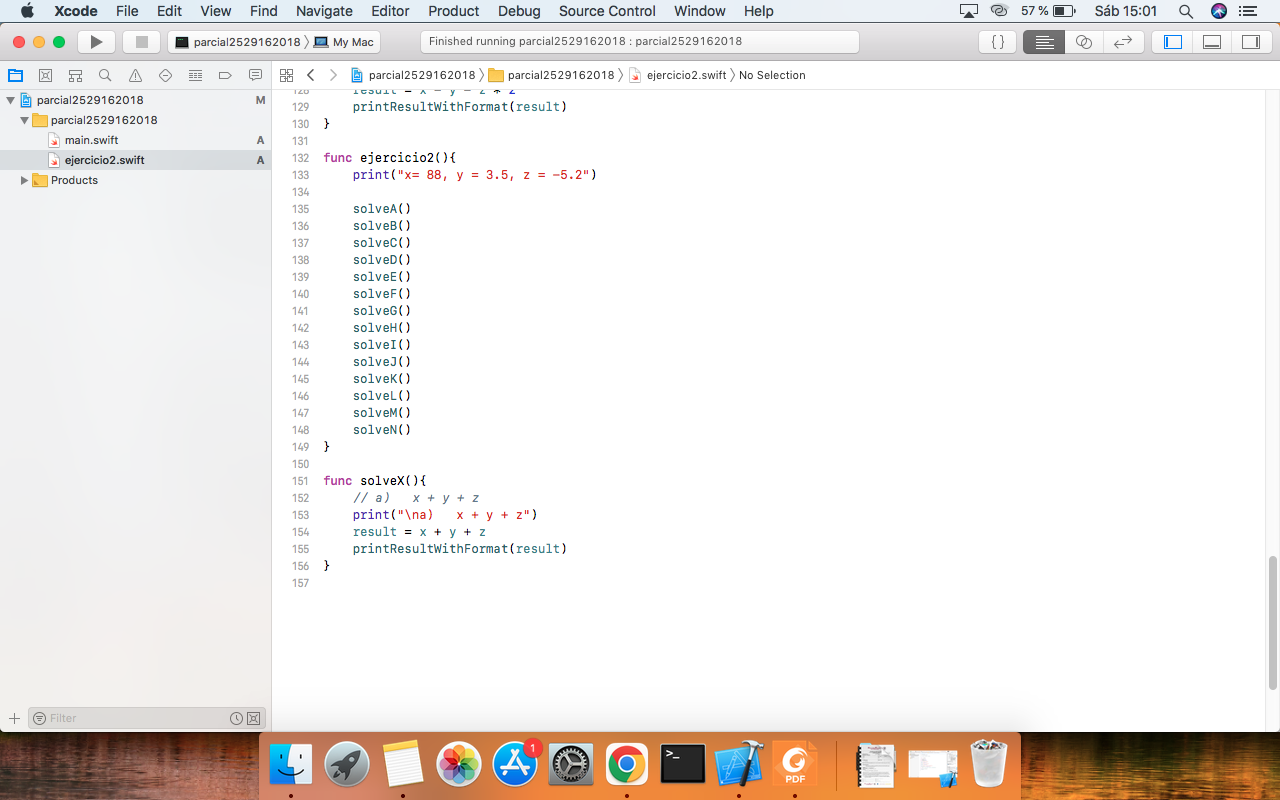 Xcode File Edit View Find Navigate Editor Product Debug Source Control Window Help 57 % Sáb 15:01
parcial2529162018 〉 My Mac Finished running parcial2529162018 : parcial2529162018 {}
parcial2529162018 〉 parcial2529162018 〉 ejercicio2.swift 〉 No Selection
parcial2529162018 M
parcial2529162018
main.swift A
ejercicio2.swift A
Products
128 result = x - y - z * 2
129 printResultWithFormat(result)
130 }
131
132 func ejercicio2(){
133 print("x= 88, y = 3.5, z = -5.2")
134
135 solveA()
136 solveB()
137 solveC()
138 solveD()
139 solveE()
140 solveF()
141 solveG()
142 solveH()
143 solveI()
144 solveJ()
145 solveK()
146 solveL()
147 solveM()
148 solveN()
149 }
150
151 func solveX(){
152 // a)   x + y + z
153 print("\na)   x + y + z")
154 result = x + y + z
155 printResultWithFormat(result)
156 }
157
Filter
1
>_
PDF